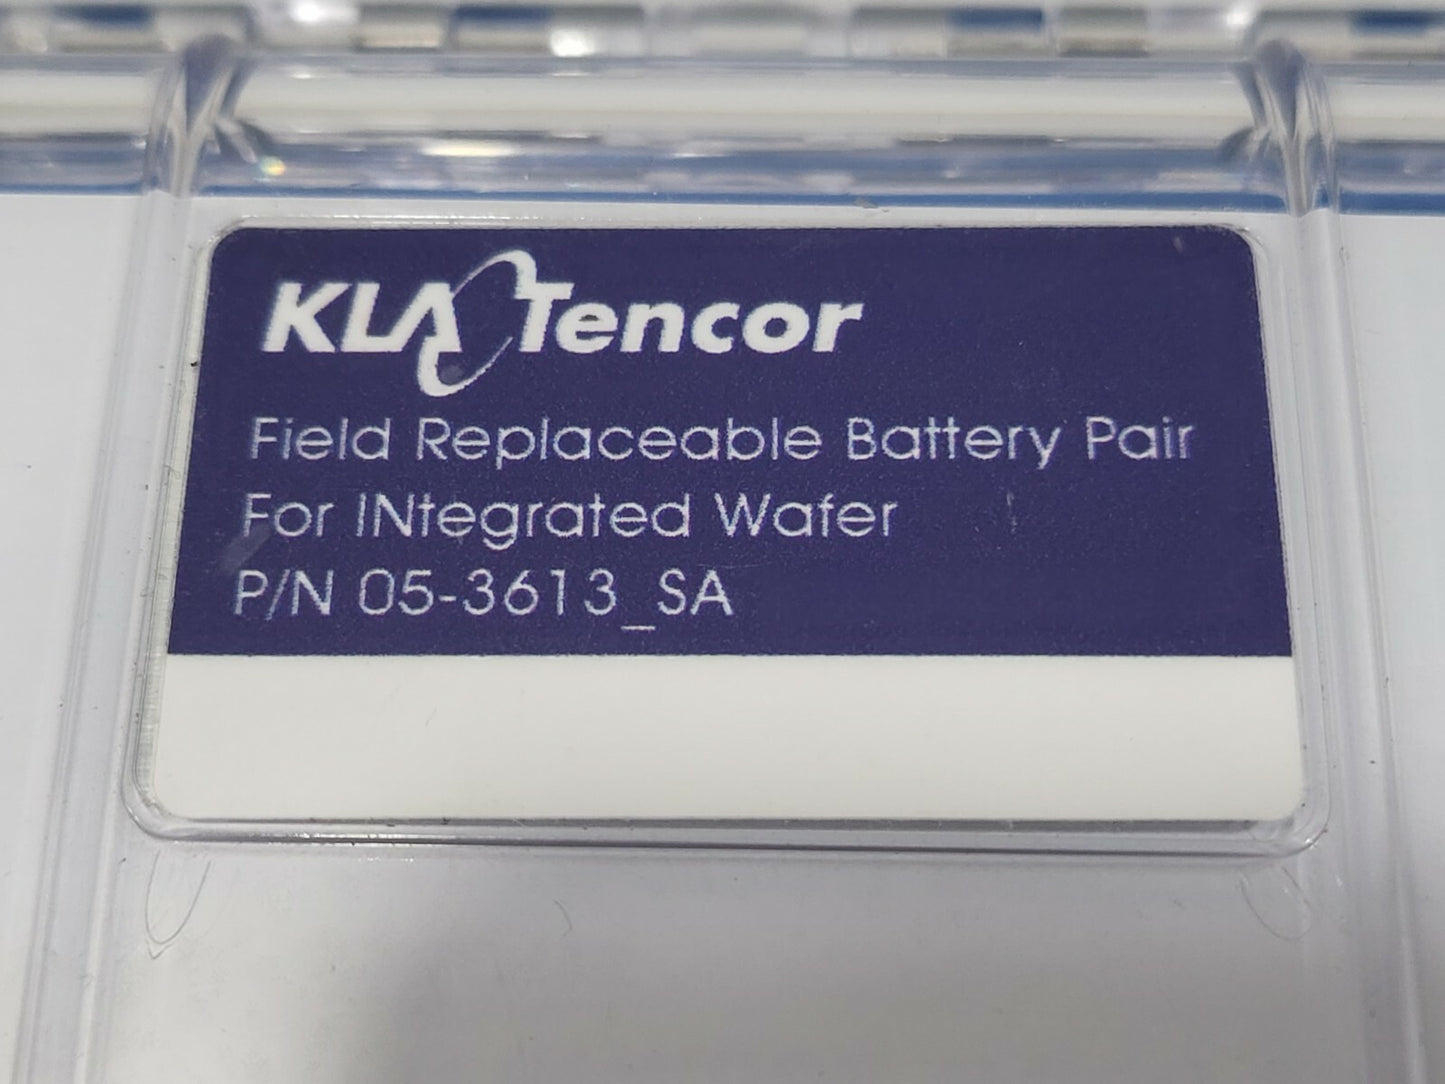 KLA Tencor
Field Replaceable Battery Pair
For INtegrated Wafer
P/N 05-3613_SA